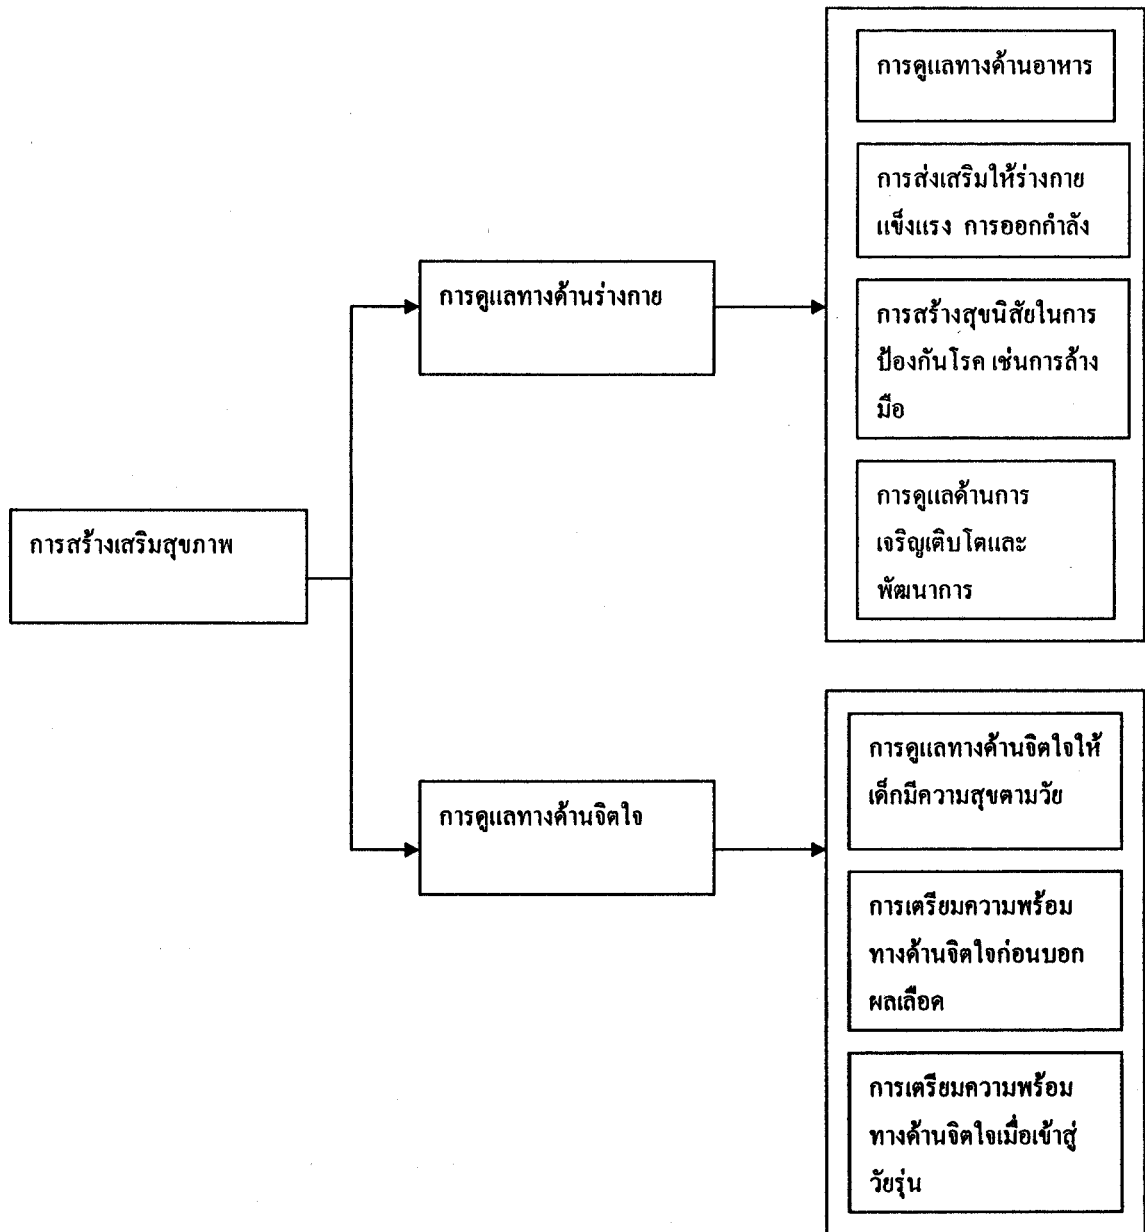 การสร้างเสริมสุขภาพ
การดูแลทางด้านร่างกาย
การดูแลทางด้านอาหาร
การส่งเสริมให้ร่างกาย
แข็งแรง การออกกำลัง
การสร้างสุขนิสัยในการ
ป้องกันโรค เช่นการล้าง
มือ
การดูแลด้านการ
เจริญเติบโตและ
พัฒนาการ
การดูแลทางด้านจิตใจ
การดูแลทางด้านจิตใจให้
เด็กมีความสุขตามวัย
การเตรียมความพร้อม
ทางด้านจิตใจก่อนบอก
ผลเลือด
การเตรียมความพร้อม
ทางด้านจิตใจเมื่อเข้าสู่
วัยรุ่น